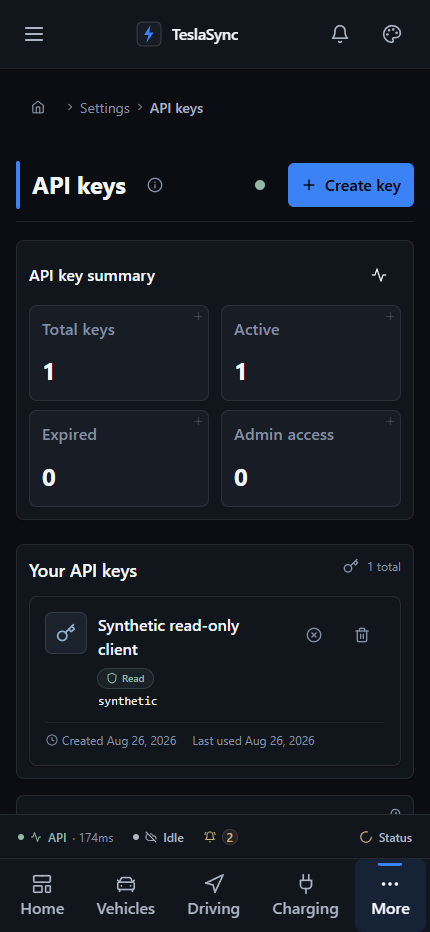 TeslaSync
Settings
API keys
API keys
Create key
API key summary
Total keys
1
Active
1
Expired
0
Admin access
0
Your API keys
1 total
Synthetic read-only
client
Read
synthetic
Created Aug 26, 2026
Last used Aug 26, 2026
API · 174ms
Idle
2
Status
Home
Vehicles
Driving
Charging
More